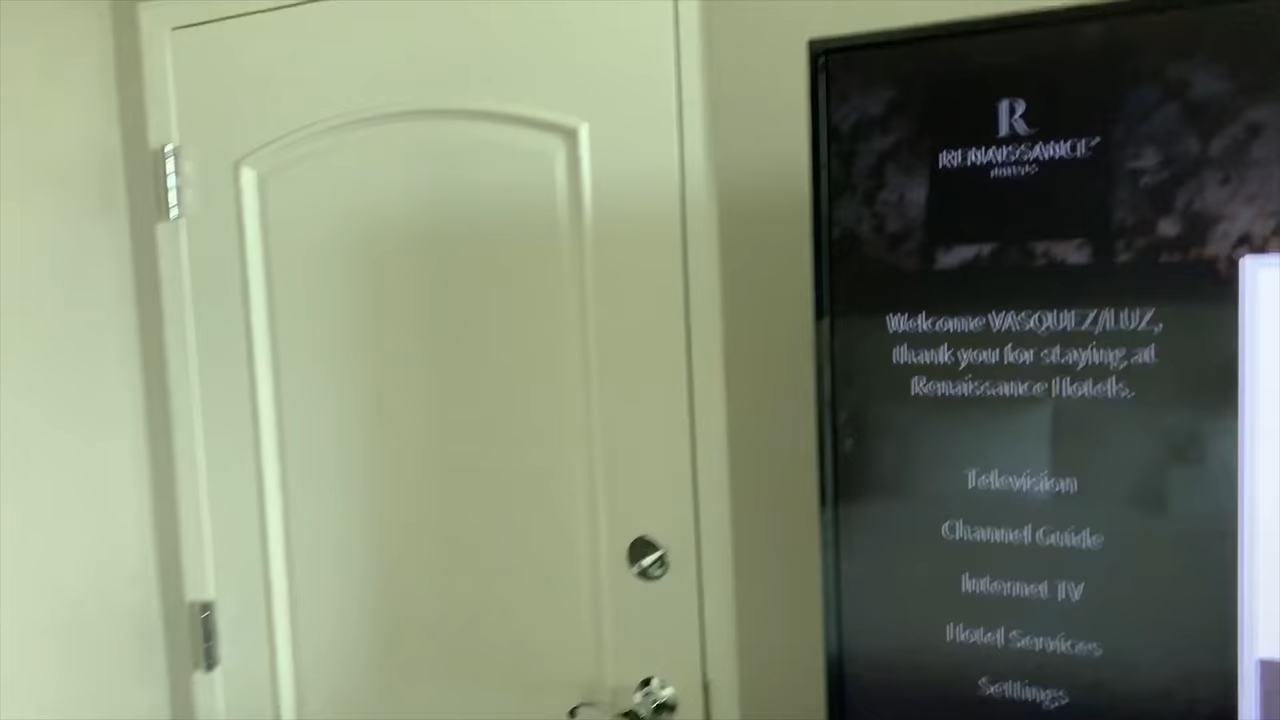 R
RENAISSANCE
HOTELS
Welcome VASQUEZ/LUZ,
thank you for staying at
Renaissance Hotels.
Television
Channel Guide
Internet TV
Hotel Services
Settings